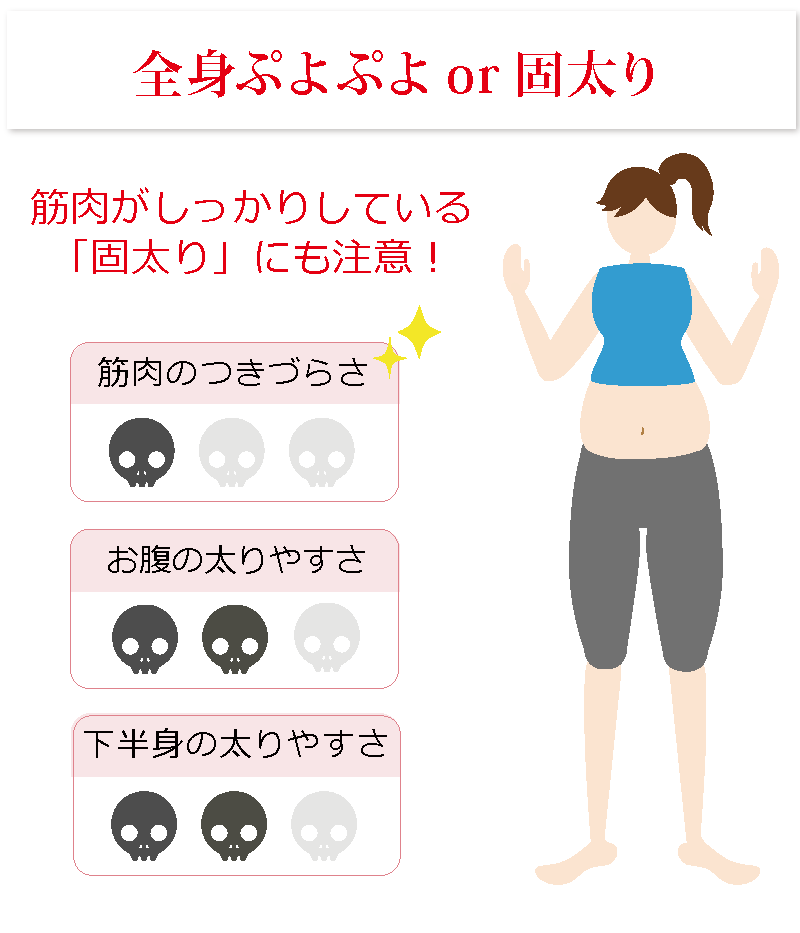 全身ぷよぷよ or 固太り
筋肉がしっかりしている
「固太り」にも注意！
筋肉のつきづらさ
お腹の太りやすさ
下半身の太りやすさ